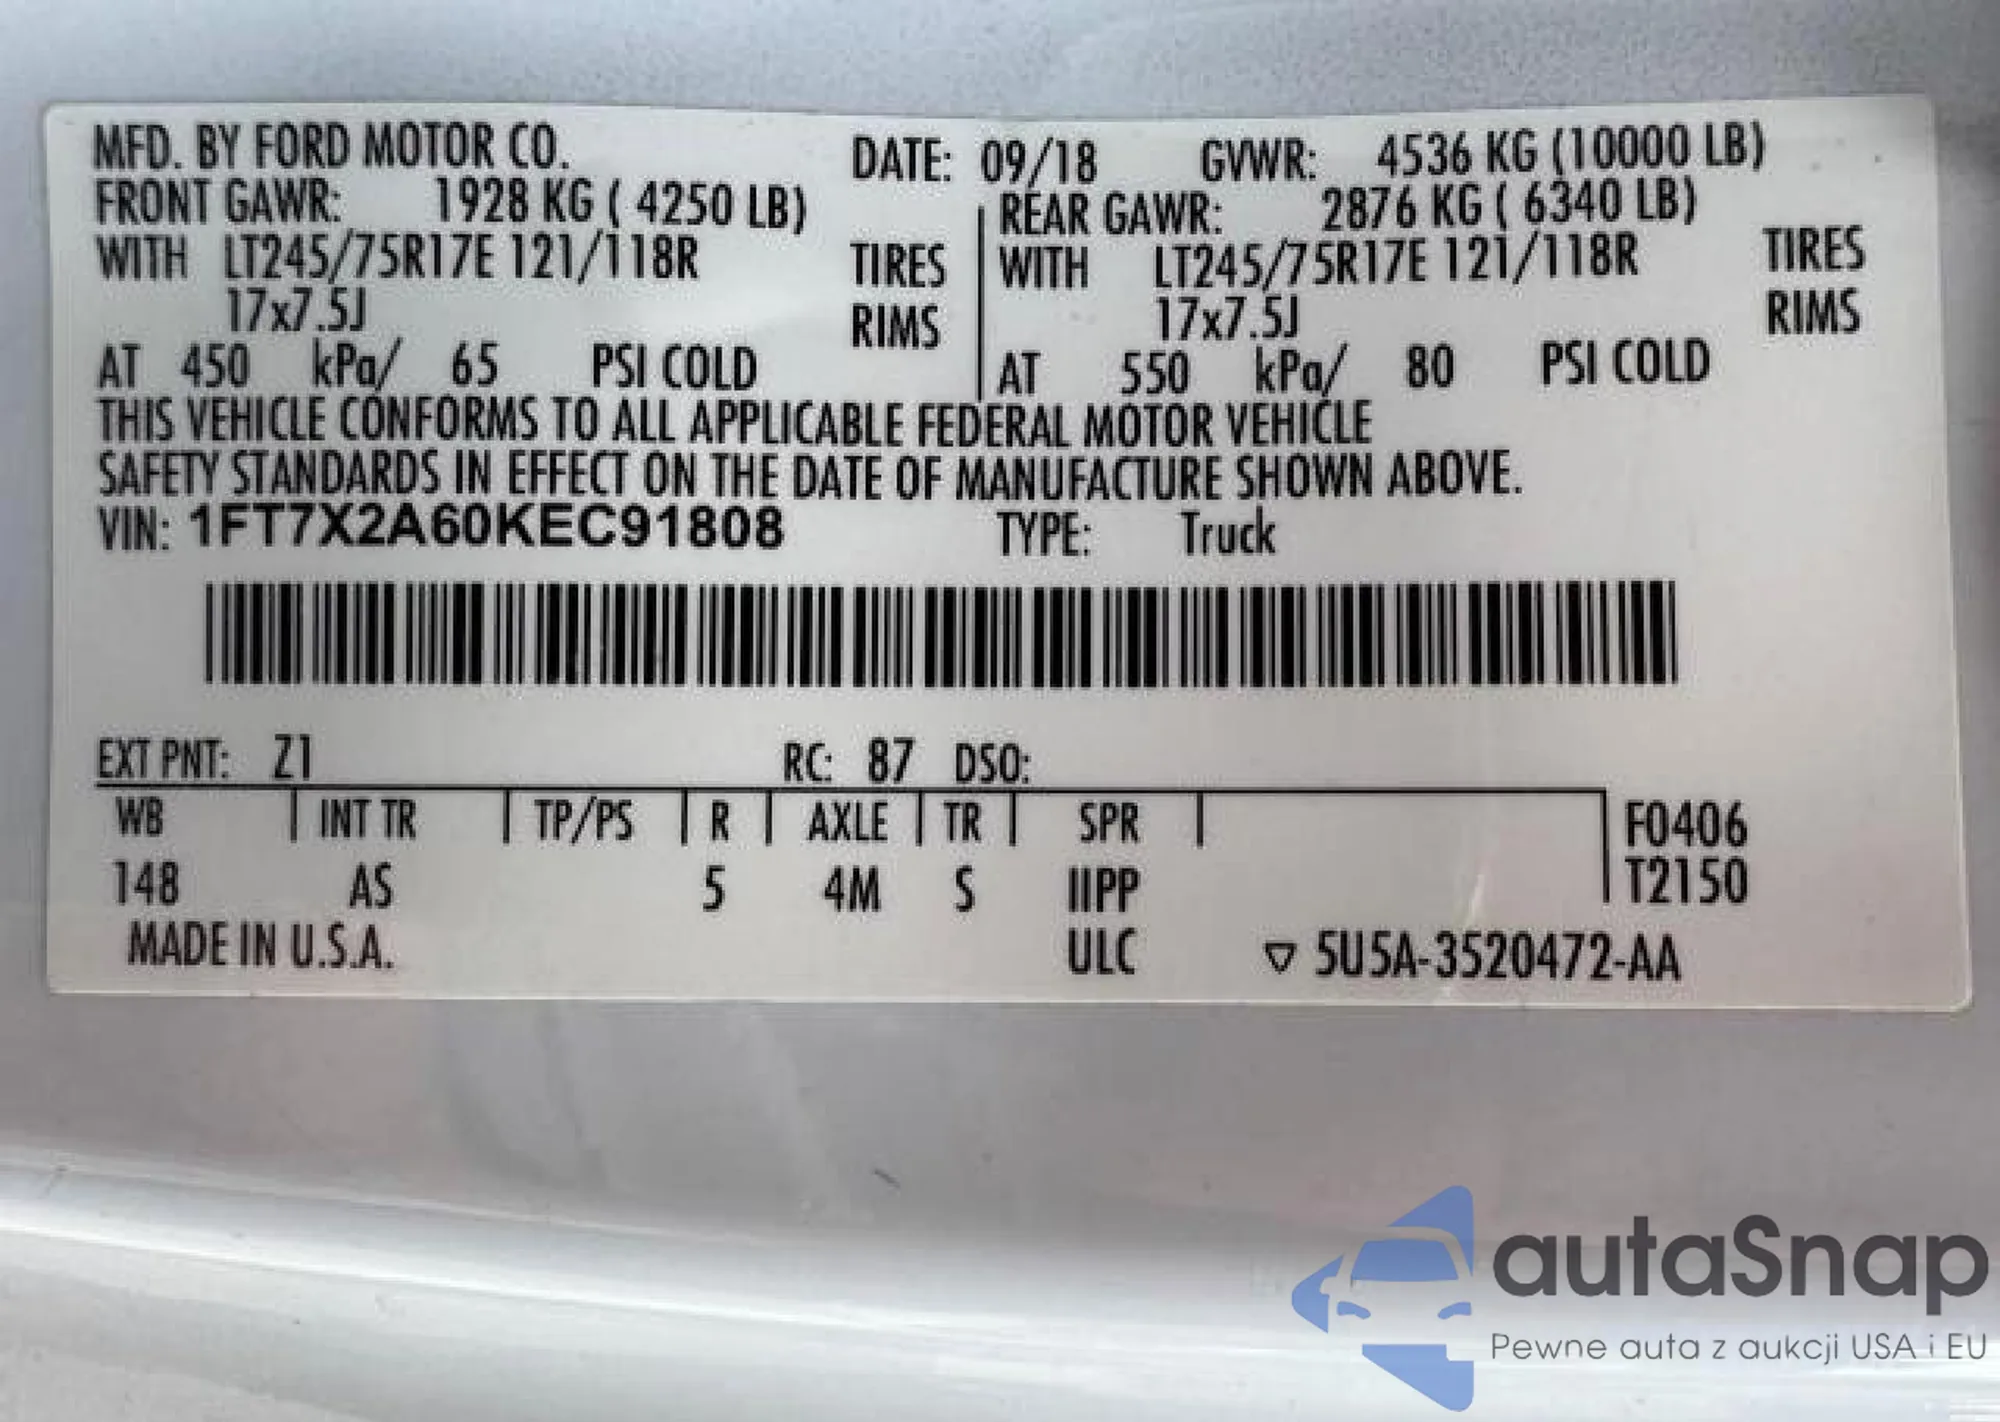 MFD. BY FORD MOTOR CO. DATE: 09/18 GVWR: 4536 KG (10000 LB)
FRONT GAWR: 1928 KG ( 4250 LB) REAR GAWR: 2876 KG ( 6340 LB)
WITH LT245/75R17E 121/118R TIRES WITH LT245/75R17E 121/118R TIRES
17x7.5J RIMS 17x7.5J RIMS
AT 450 kPa/ 65 PSI COLD AT 550 kPa/ 80 PSI COLD
THIS VEHICLE CONFORMS TO ALL APPLICABLE FEDERAL MOTOR VEHICLE
SAFETY STANDARDS IN EFFECT ON THE DATE OF MANUFACTURE SHOWN ABOVE.
VIN: 1FT7X2A60KEC91808 TYPE: Truck
EXT PNT: Z1 RC: 87 DSO:
WB INT TR TP/PS R AXLE TR SPR F0406
148 AS 5 4M S IIPP T2150
MADE IN U.S.A. ULC ▽ 5U5A-3520472-AA
autaSnap
Pewne auta z aukcji USA i EU